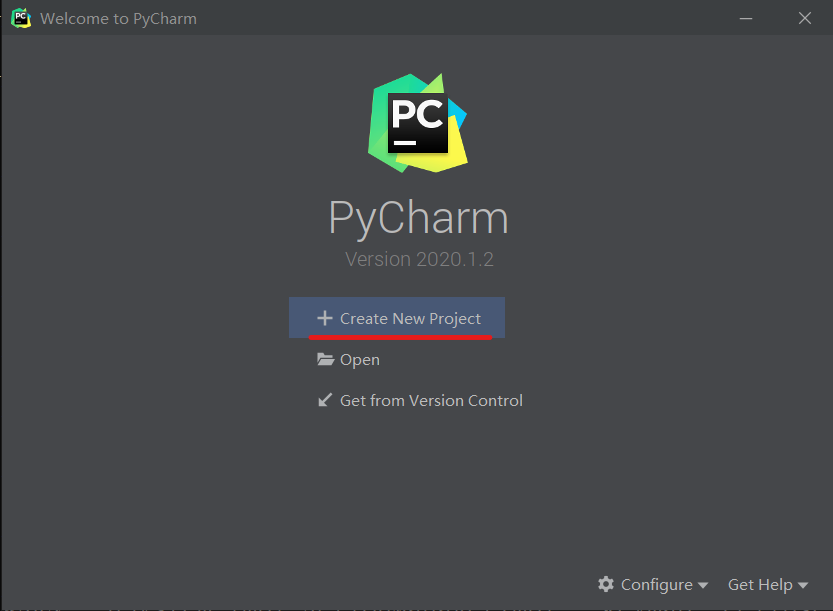 Welcome to PyCharm
PC
PyCharm
Version 2020.1.2
Create New Project
Open
Get from Version Control
Configure
Get Help